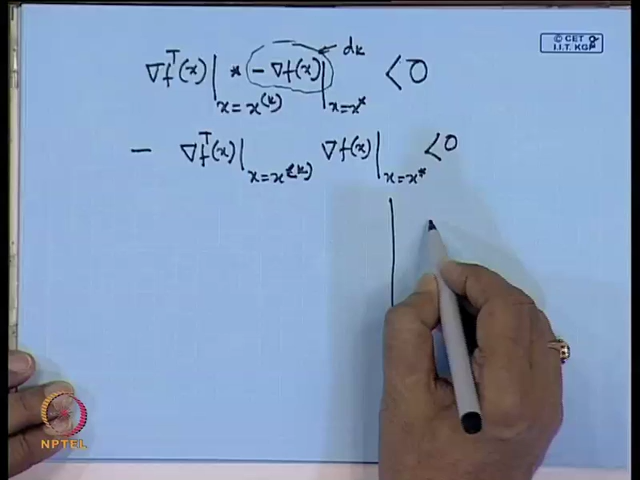 © CET
I.I.T. KGP
∇f^T(x)|_{x=x^{(k)}} * -∇f(x)|_{x=x*} < 0 d_k
- ∇f^T(x)|_{x=x^{(k)}} ∇f(x)|_{x=x*} < 0
NPTEL